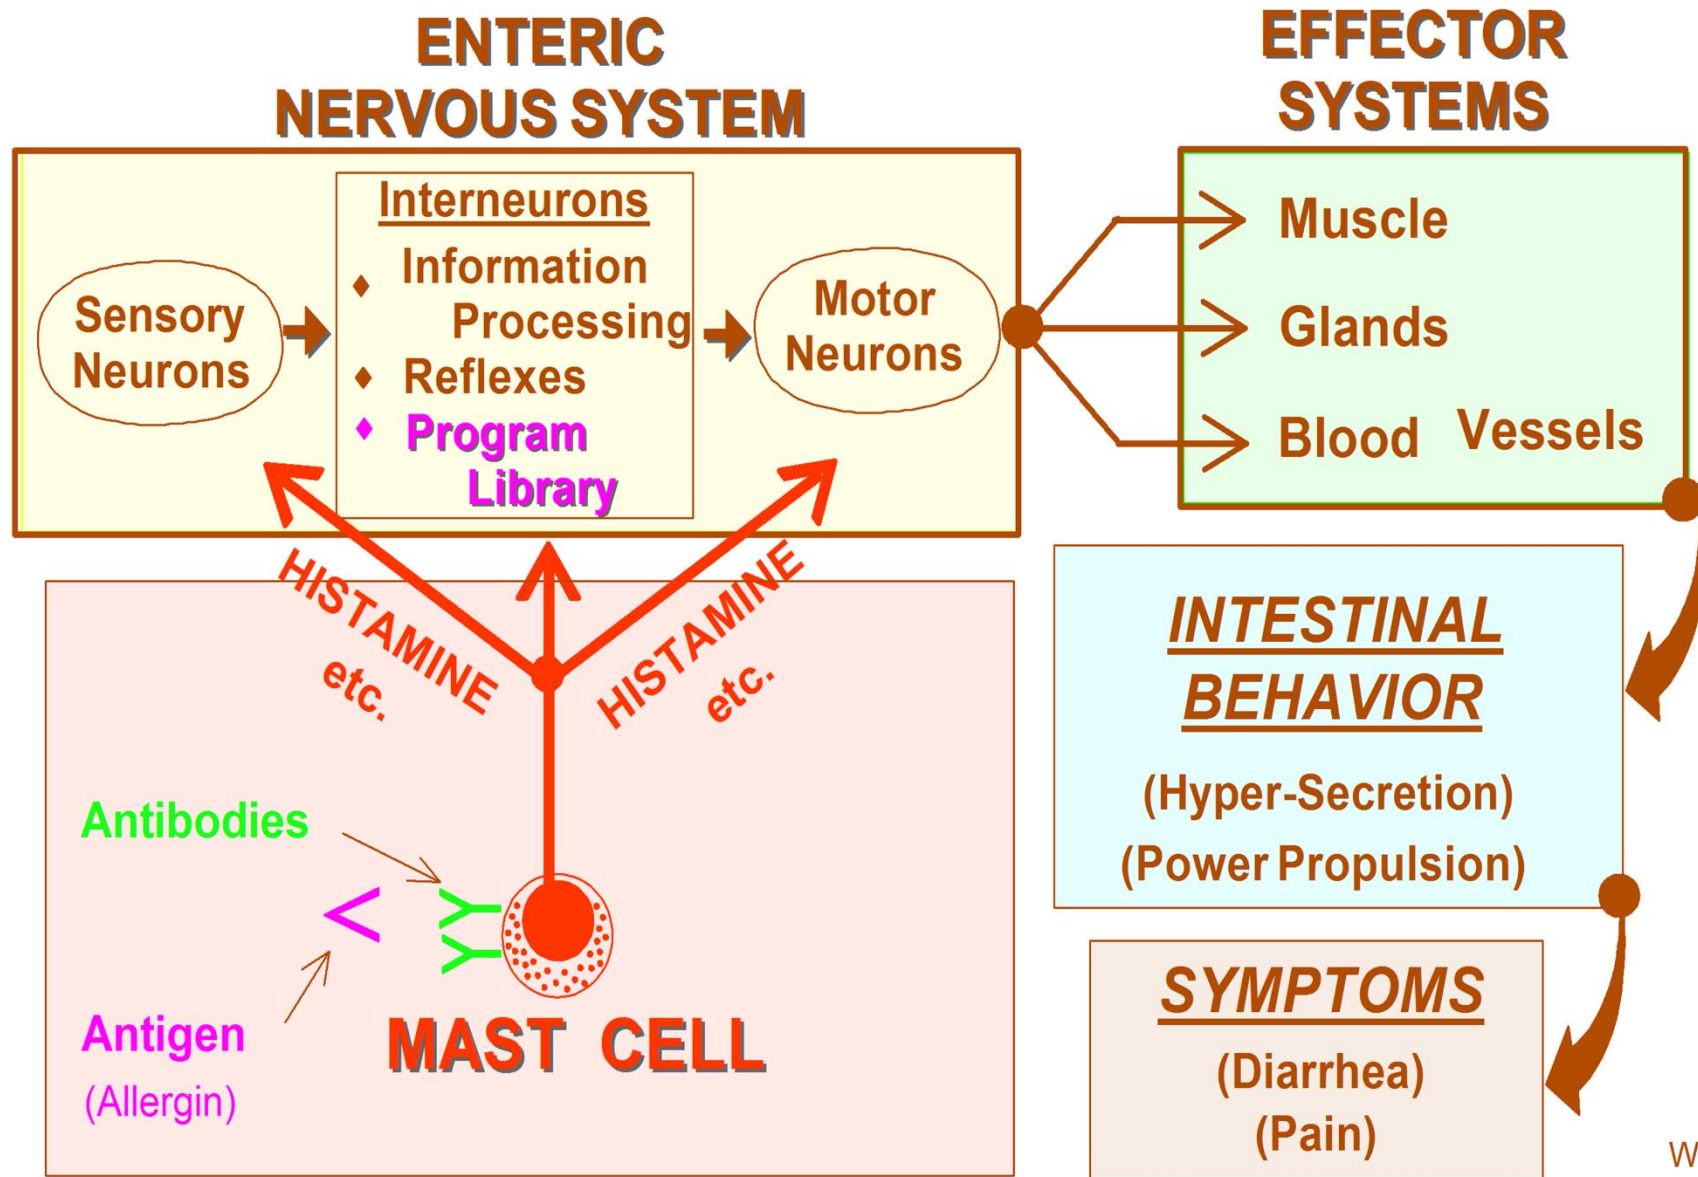 ENTERIC
NERVOUS SYSTEM
EFFECTOR
SYSTEMS
Sensory
Neurons
Interneurons
Information
Processing
Reflexes
Program
Library
Motor
Neurons
Muscle
Glands
Blood Vessels
HISTAMINE
etc.
HISTAMINE
etc.
Antibodies
Antigen
(Allergin)
MAST CELL
INTESTINAL
BEHAVIOR
(Hyper-Secretion)
(Power Propulsion)
SYMPTOMS
(Diarrhea)
(Pain)
W